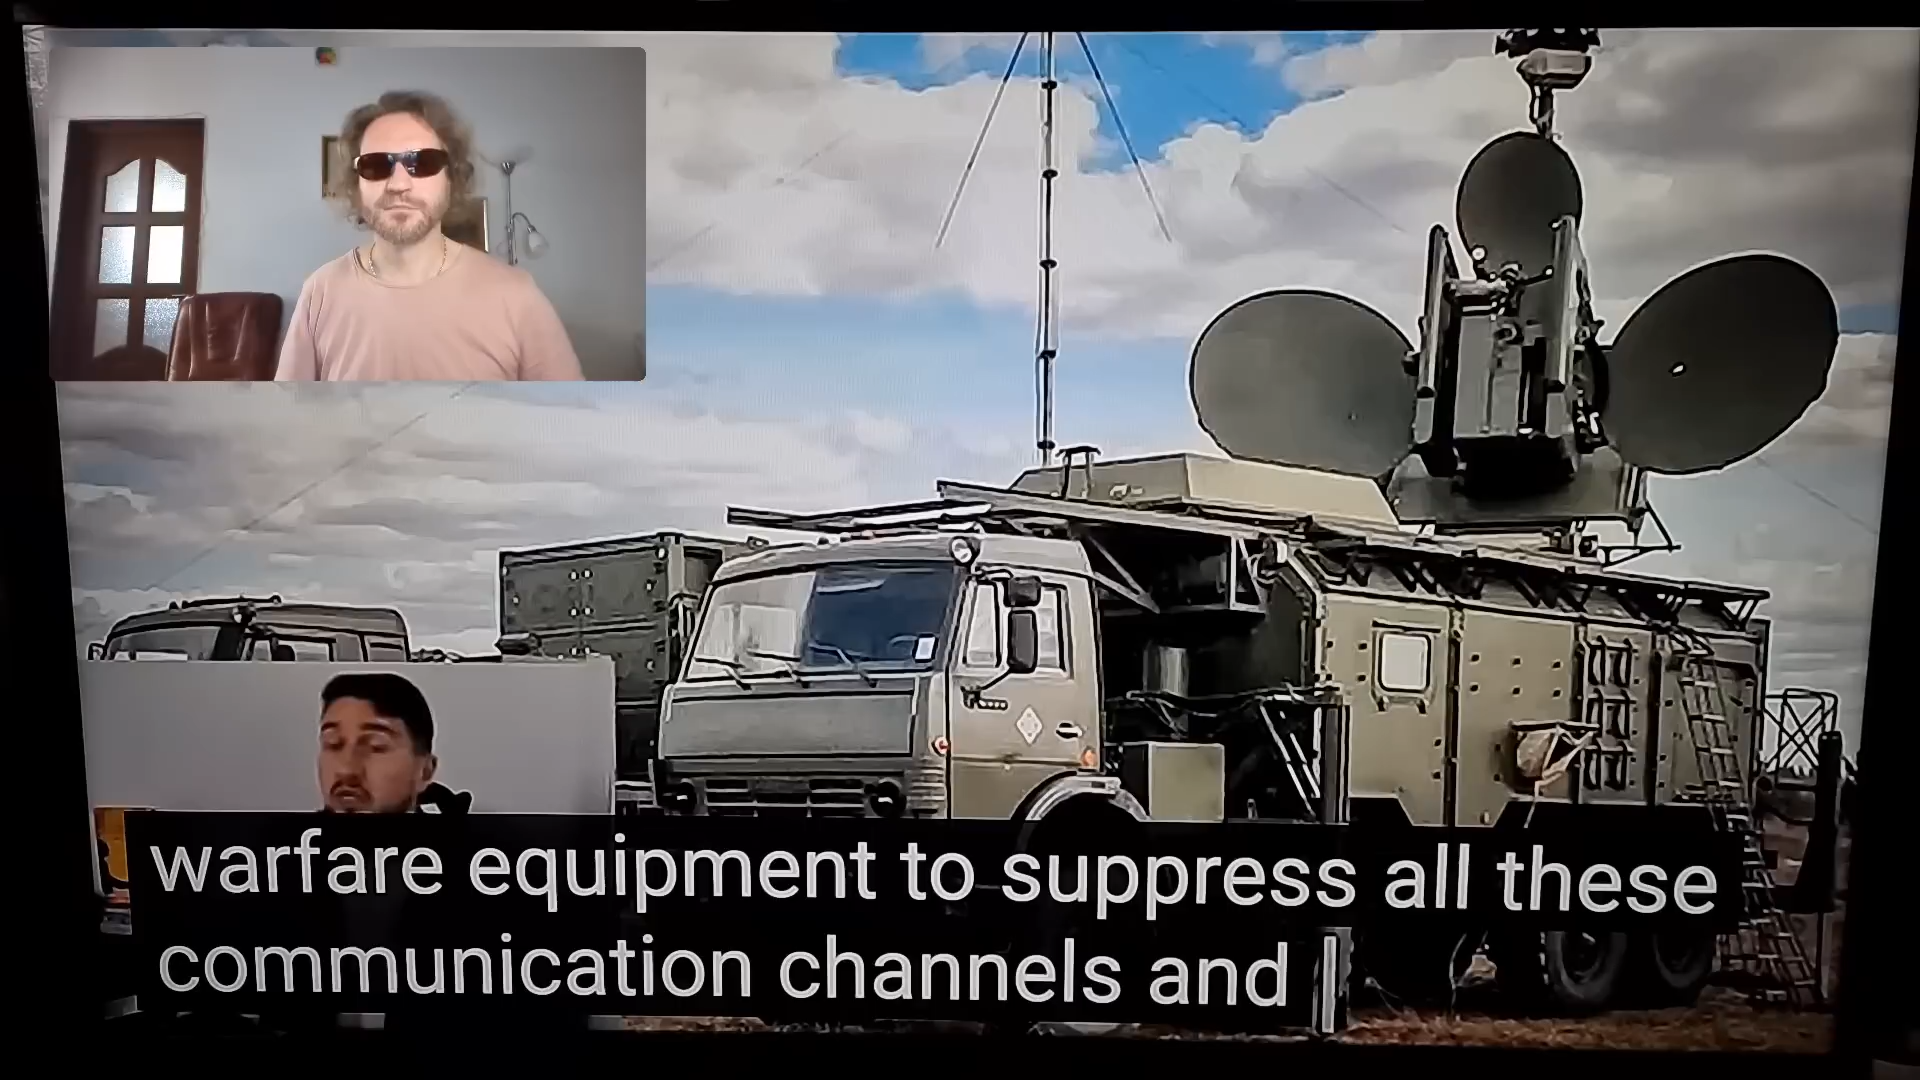 warfare equipment to suppress all these
communication channels and